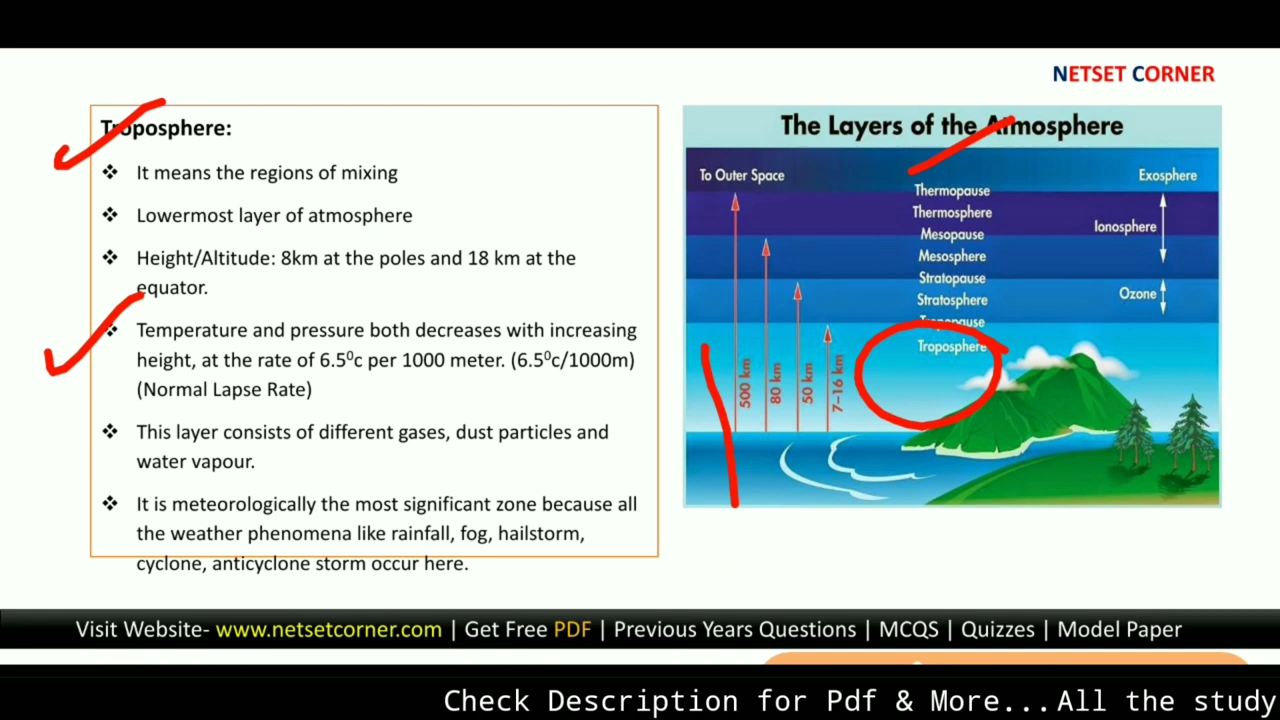 NETSET CORNER
Troposphere:
❖ It means the regions of mixing
❖ Lowermost layer of atmosphere
❖ Height/Altitude: 8km at the poles and 18 km at the
equator.
❖ Temperature and pressure both decreases with increasing
height, at the rate of 6.5⁰c per 1000 meter. (6.5⁰c/1000m)
(Normal Lapse Rate)
❖ This layer consists of different gases, dust particles and
water vapour.
❖ It is meteorologically the most significant zone because all
the weather phenomena like rainfall, fog, hailstorm,
cyclone, anticyclone storm occur here.
The Layers of the Atmosphere
To Outer Space
Exosphere
Thermopause
Thermosphere
Ionosphere
Mesopause
Mesosphere
Stratopause
Ozone
Stratosphere
Tropopause
Troposphere
500 km
80 km
50 km
7–16 km
Visit Website- www.netsetcorner.com | Get Free PDF | Previous Years Questions | MCQS | Quizzes | Model Paper
Check Description for Pdf & More...All the study